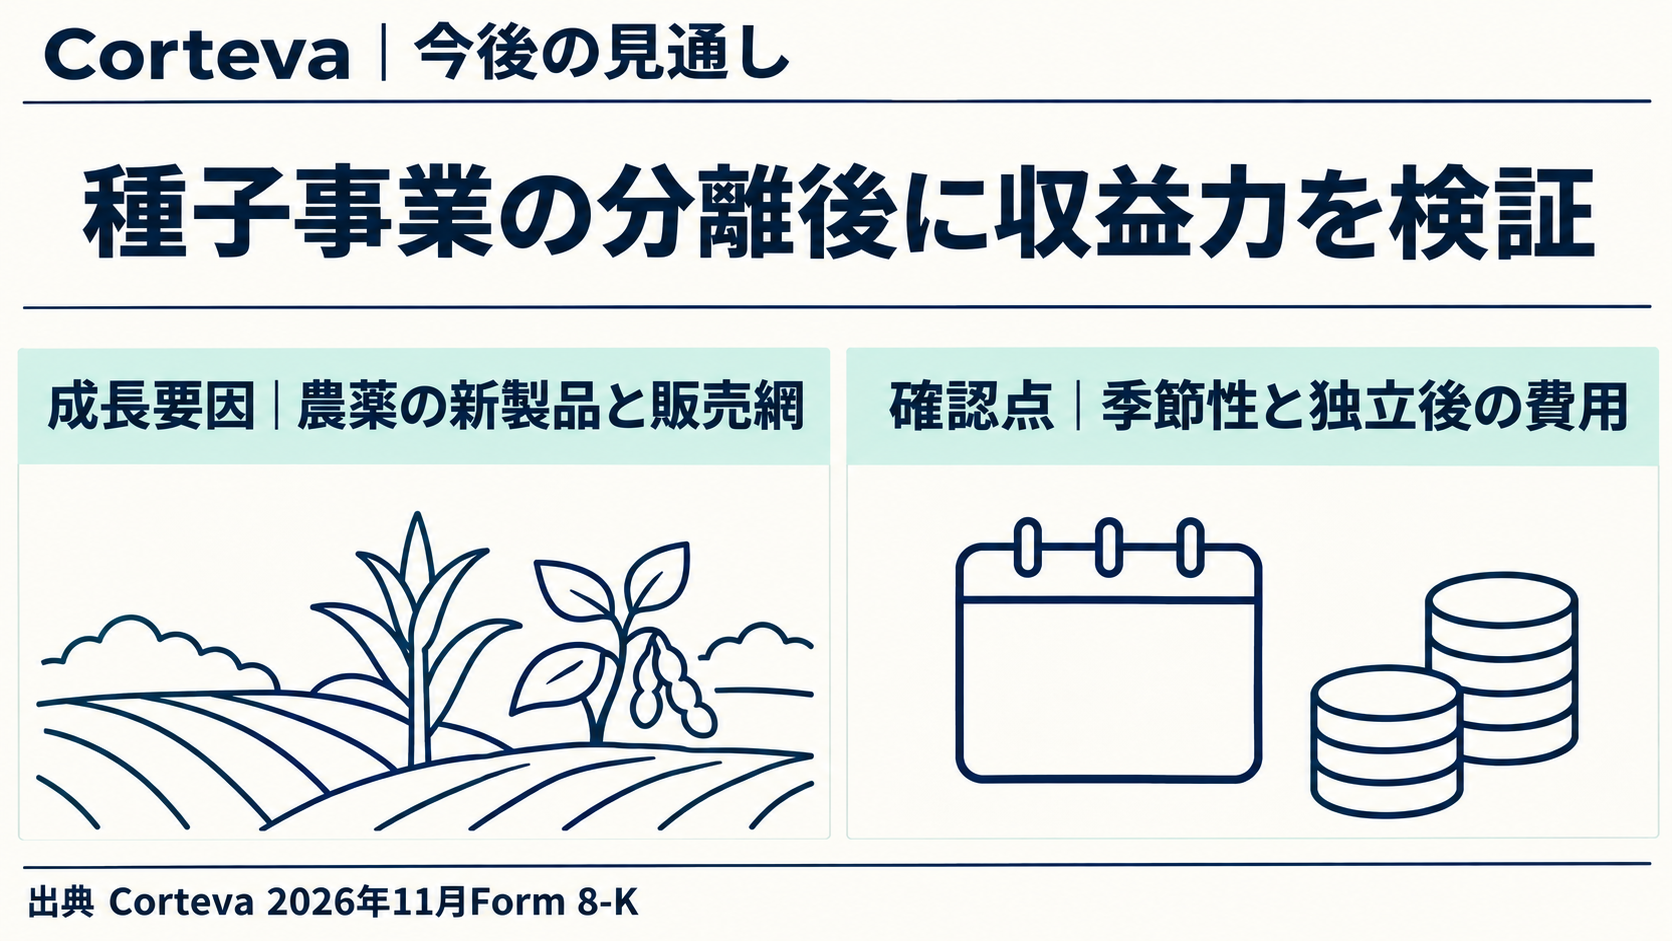 Corteva｜今後の見通し
種子事業の分離後に収益力を検証
成長要因｜農薬の新製品と販売網
確認点｜季節性と独立後の費用
出典 Corteva 2026年11月Form 8-K